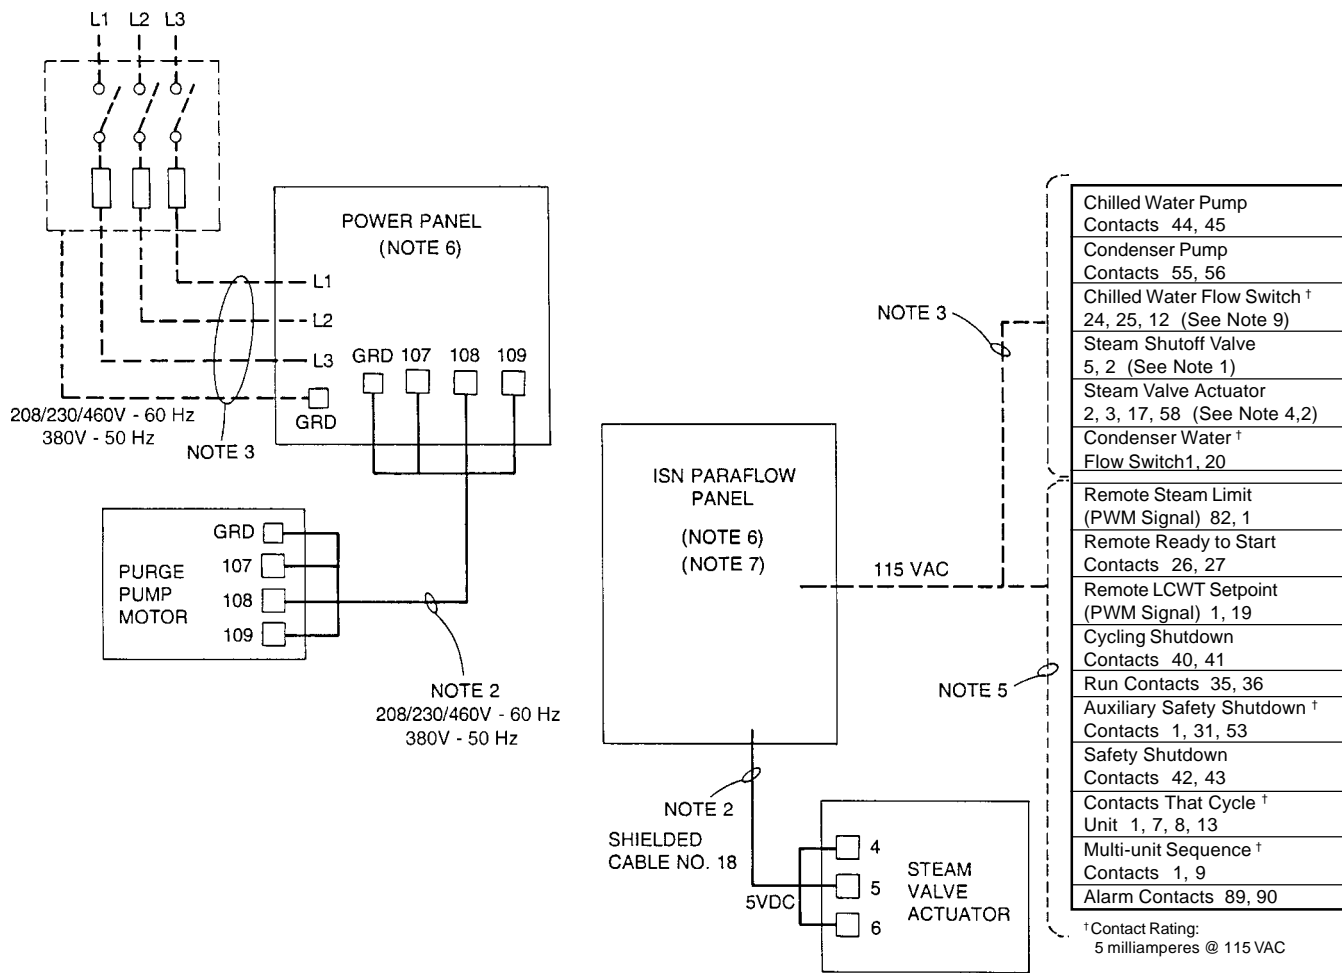 L1 L2 L3
POWER PANEL
(NOTE 6)
L1
L2
L3
GRD 107 108 109
GRD
208/230/460V - 60 Hz
380V - 50 Hz
NOTE 3
PURGE
PUMP
MOTOR
GRD
107
108
109
NOTE 2
208/230/460V - 60 Hz
380V - 50 Hz
ISN PARAFLOW
PANEL
(NOTE 6)
(NOTE 7)
115 VAC
NOTE 3
NOTE 5
NOTE 2
SHIELDED
CABLE NO. 18
5VDC
4
5
6
STEAM
VALVE
ACTUATOR
Chilled Water Pump
Contacts 44, 45
Condenser Pump
Contacts 55, 56
Chilled Water Flow Switch †
24, 25, 12 (See Note 9)
Steam Shutoff Valve
5, 2 (See Note 1)
Steam Valve Actuator
2, 3, 17, 58 (See Note 4,2)
Condenser Water †
Flow Switch1, 20
Remote Steam Limit
(PWM Signal) 82, 1
Remote Ready to Start
Contacts 26, 27
Remote LCWT Setpoint
(PWM Signal) 1, 19
Cycling Shutdown
Contacts 40, 41
Run Contacts 35, 36
Auxiliary Safety Shutdown †
Contacts 1, 31, 53
Safety Shutdown
Contacts 42, 43
Contacts That Cycle †
Unit 1, 7, 8, 13
Multi-unit Sequence †
Contacts 1, 9
Alarm Contacts 89, 90
†Contact Rating:
5 milliamperes @ 115 VAC